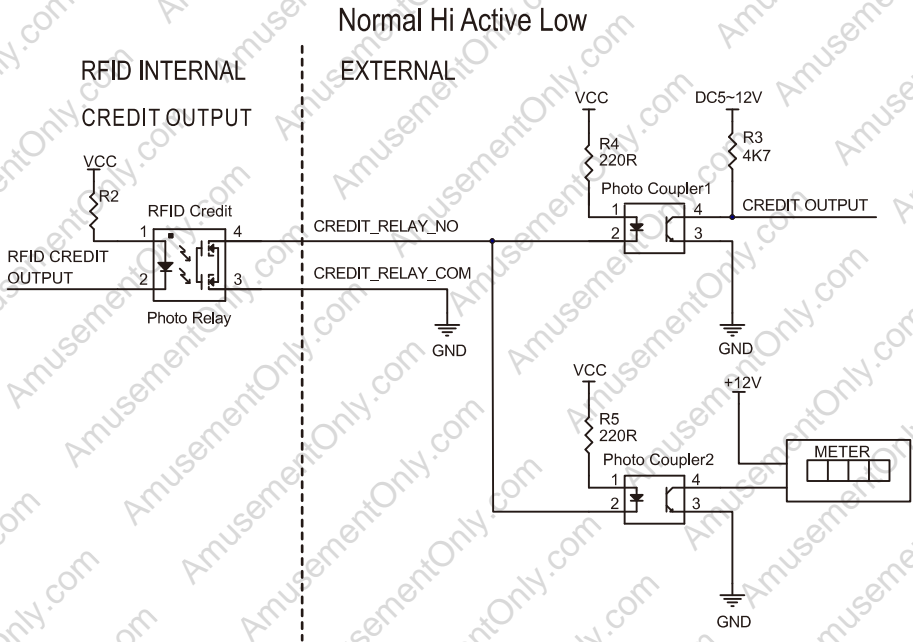 Normal Hi Active Low
RFID INTERNAL
EXTERNAL
CREDIT OUTPUT
VCC
R2
RFID Credit
1
4
RFID CREDIT
OUTPUT
2
3
Photo Relay
CREDIT_RELAY_NO
CREDIT_RELAY_COM
GND
VCC
R4
220R
Photo Coupler1
1
2
4
3
DC5~12V
R3
4K7
CREDIT OUTPUT
GND
VCC
R5
220R
Photo Coupler2
1
2
4
3
+12V
METER
GND
AmusementOnly.com